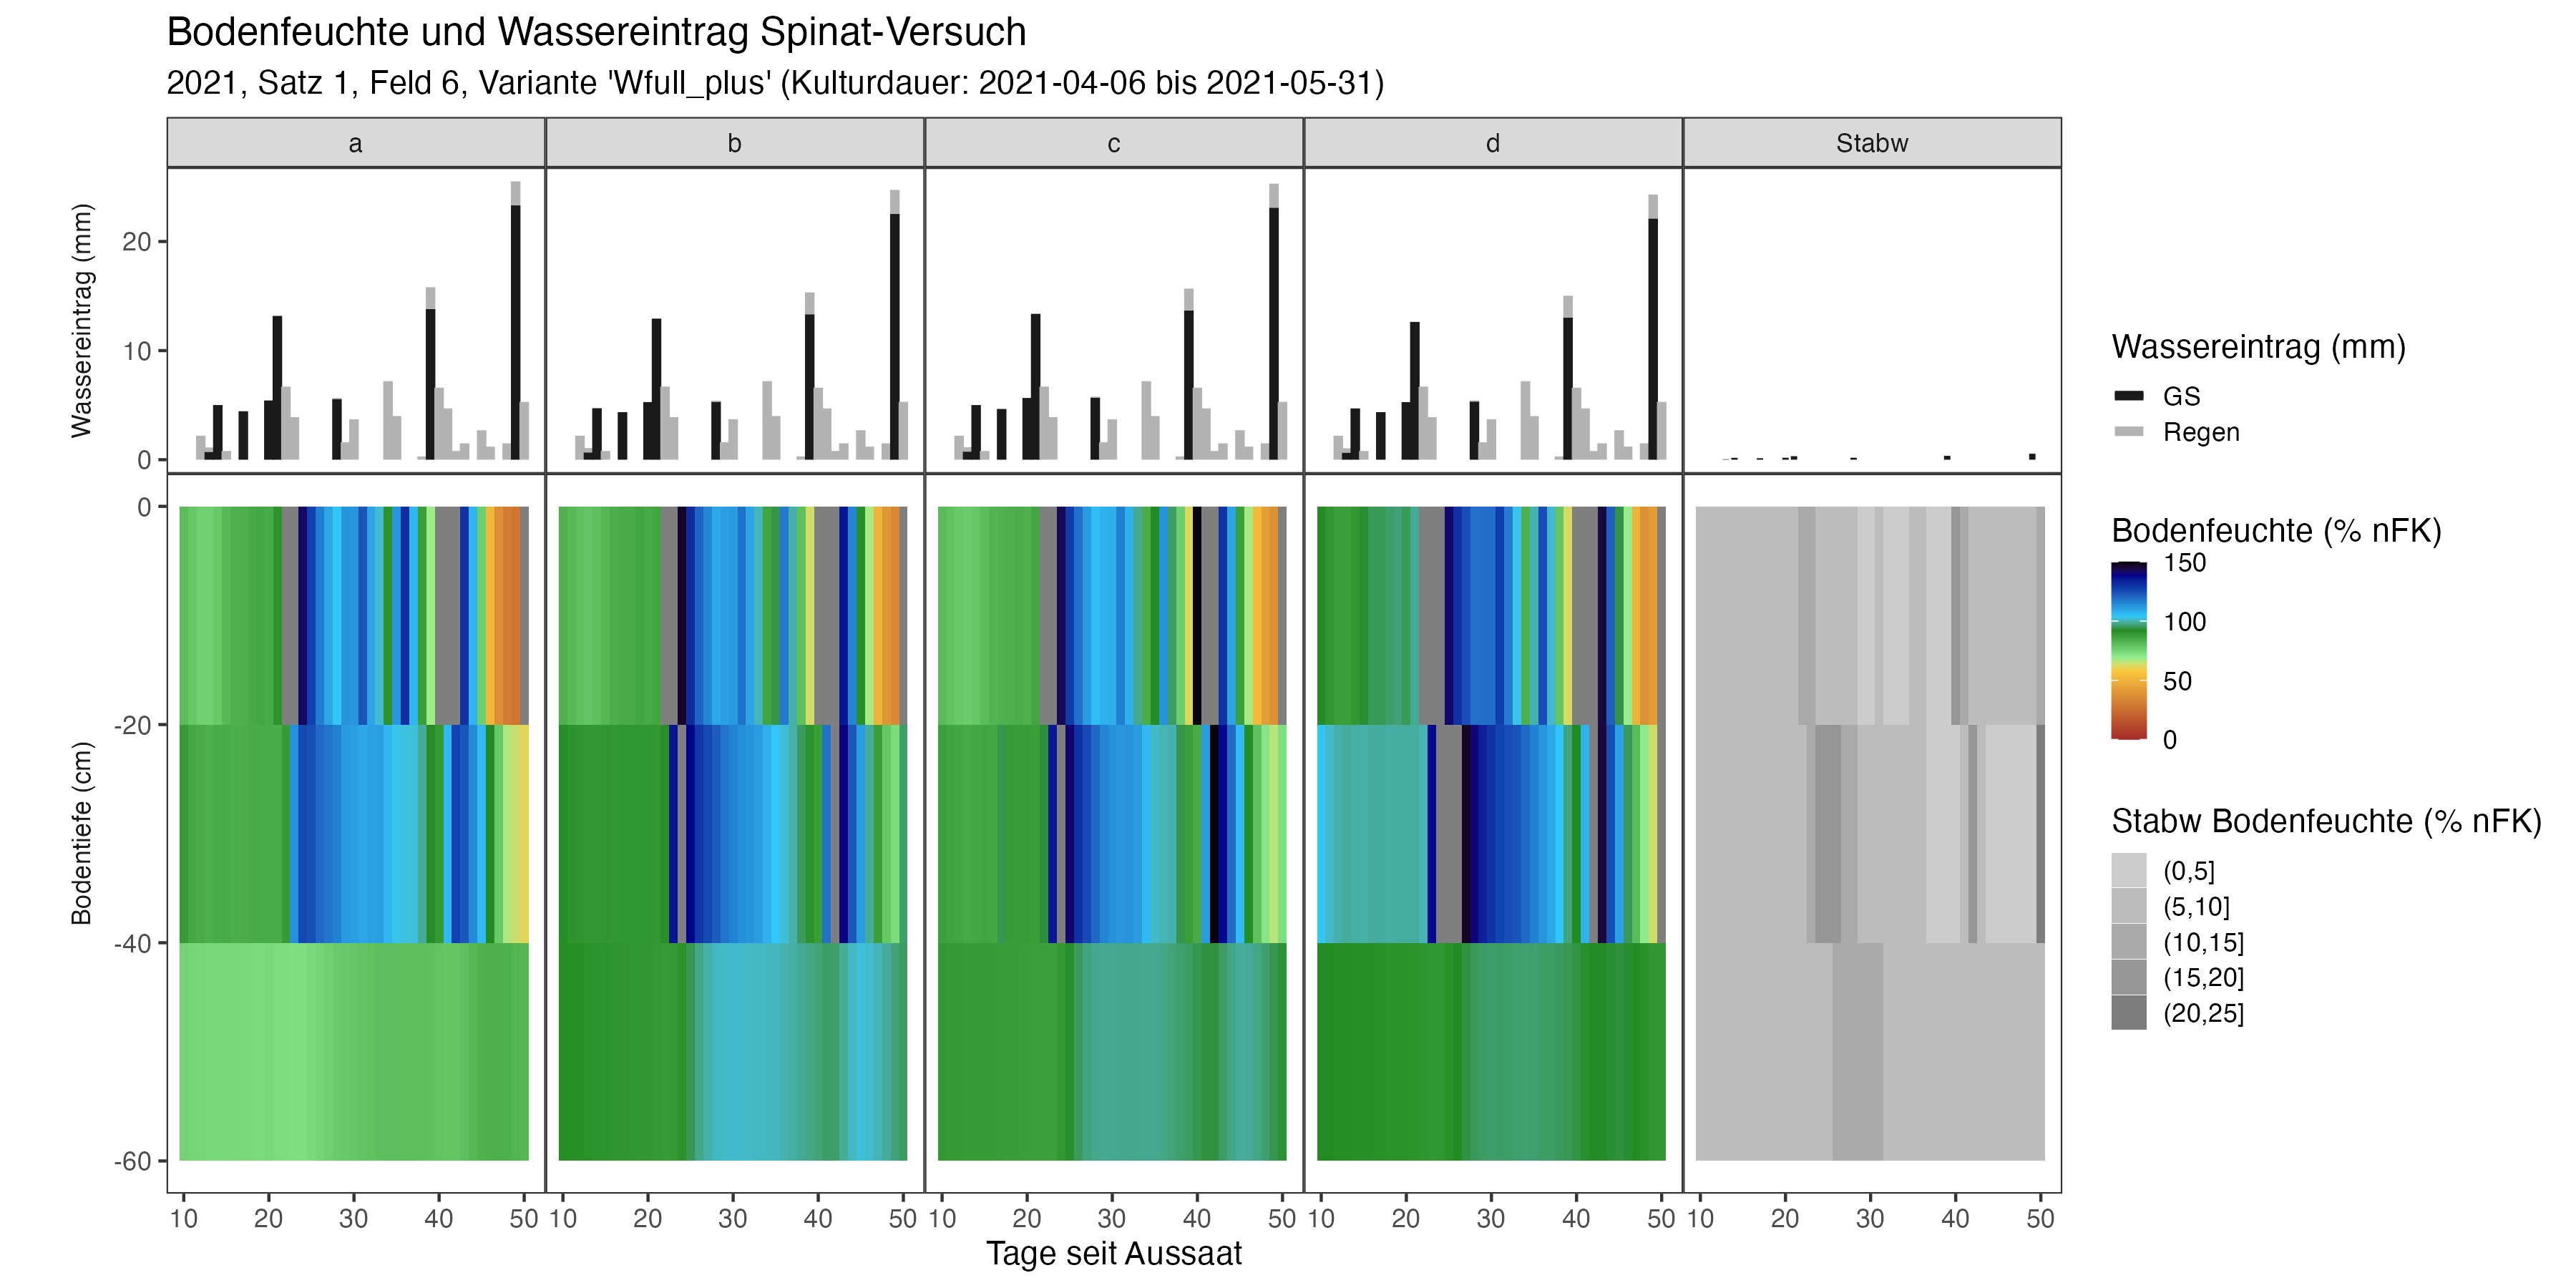 Bodenfeuchte und Wassereintrag Spinat-Versuch
2021, Satz 1, Feld 6, Variante 'Wfull_plus' (Kulturdauer: 2021-04-06 bis 2021-05-31)
a b c d Stabw
Wassereintrag (mm)
20
10
0
Bodentiefe (cm)
0
-20
-40
-60
10 20 30 40 50 10 20 30 40 50 10 20 30 40 50 10 20 30 40 50 10 20 30 40 50
Tage seit Aussaat
Wassereintrag (mm)
GS
Regen
Bodenfeuchte (% nFK)
150
100
50
0
Stabw Bodenfeuchte (% nFK)
(0,5]
(5,10]
(10,15]
(15,20]
(20,25]